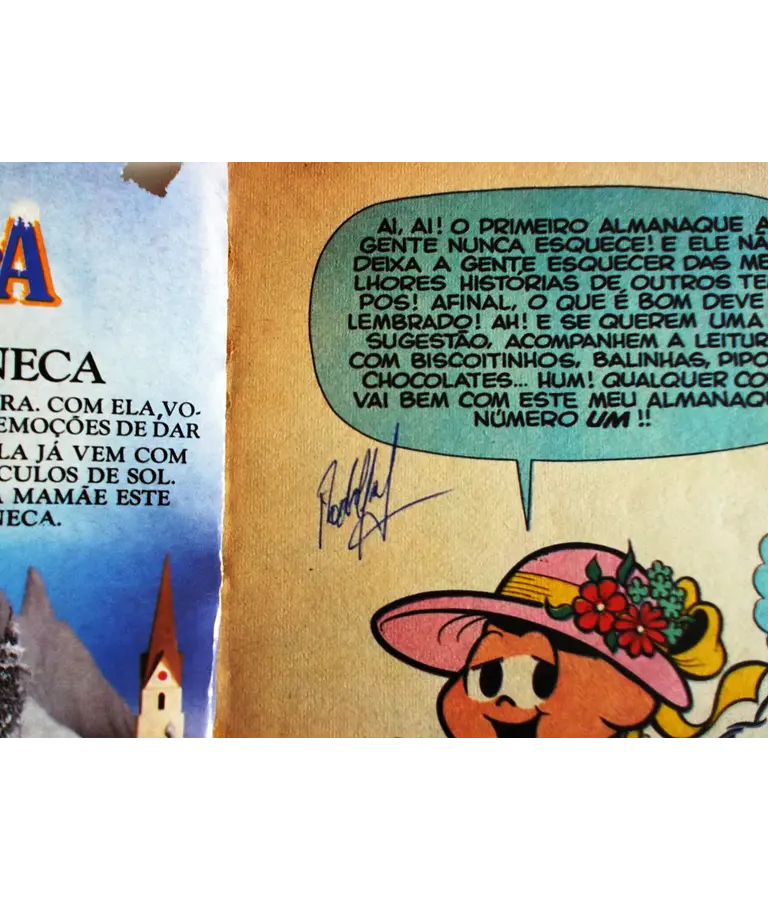 A
NECA
RA. COM ELA, VO-
EMOÇÕES DE DAR
LA JÁ VEM COM
CULOS DE SOL.
À MAMÃE ESTE
NECA.
AI, AI! O PRIMEIRO ALMANAQUE A
GENTE NUNCA ESQUECE! E ELE NÃ
DEIXA A GENTE ESQUECER DAS ME
LHORES HISTÓRIAS DE OUTROS TEM
POS! AFINAL, O QUE É BOM DEVE
LEMBRADO! AH! E SE QUEREM UMA
SUGESTÃO, ACOMPANHEM A LEITUR
COM BISCOITINHOS, BALINHAS, PIPO
CHOCOLATES... HUM! QUALQUER CO
VAI BEM COM ESTE MEU ALMANAQU
NÚMERO UM!!